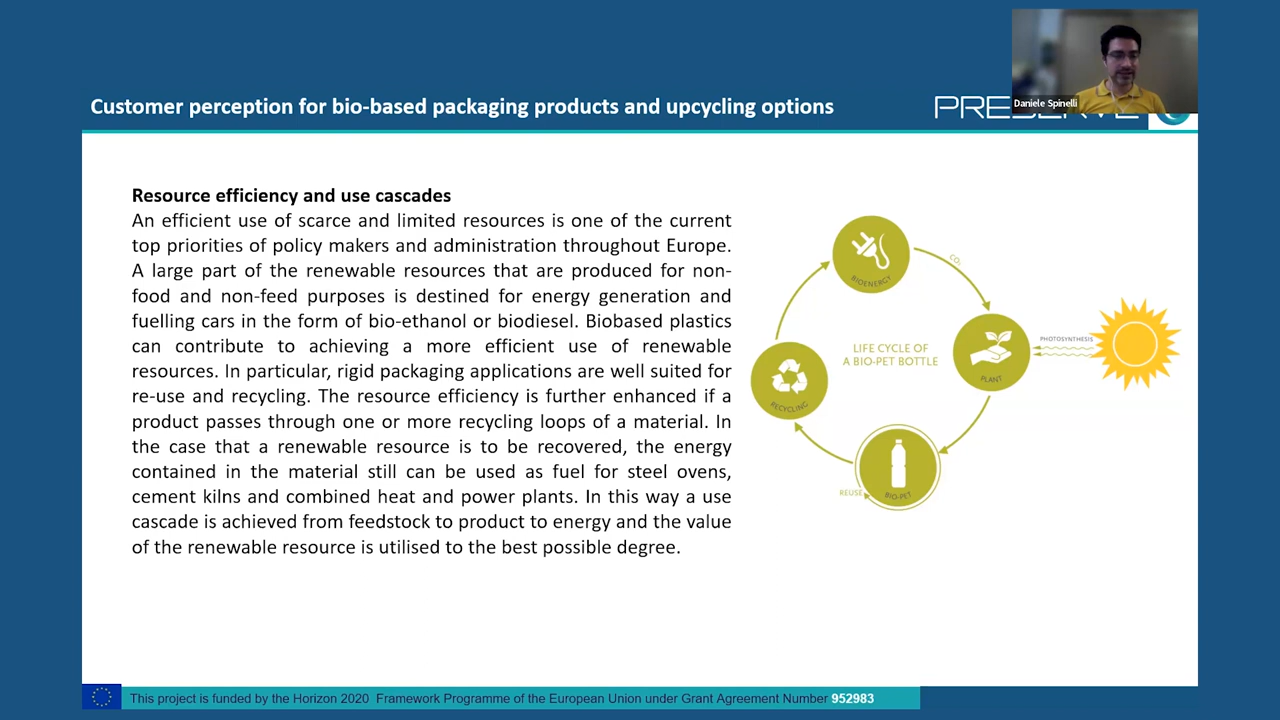 Customer perception for bio-based packaging products and upcycling options
PRESERVE
Daniele Spinelli
Resource efficiency and use cascades
An efficient use of scarce and limited resources is one of the current
top priorities of policy makers and administration throughout Europe.
A large part of the renewable resources that are produced for non-
food and non-feed purposes is destined for energy generation and
fuelling cars in the form of bio-ethanol or biodiesel. Biobased plastics
can contribute to achieving a more efficient use of renewable
resources. In particular, rigid packaging applications are well suited for
re-use and recycling. The resource efficiency is further enhanced if a
product passes through one or more recycling loops of a material. In
the case that a renewable resource is to be recovered, the energy
contained in the material still can be used as fuel for steel ovens,
cement kilns and combined heat and power plants. In this way a use
cascade is achieved from feedstock to product to energy and the value
of the renewable resource is utilised to the best possible degree.
BIOENERGY
CO₂
PHOTOSYNTHESIS
LIFE CYCLE OF
A BIO-PET BOTTLE
PLANT
RECYCLING
REUSE
BIO-PET
This project is funded by the Horizon 2020 Framework Programme of the European Union under Grant Agreement Number 952983